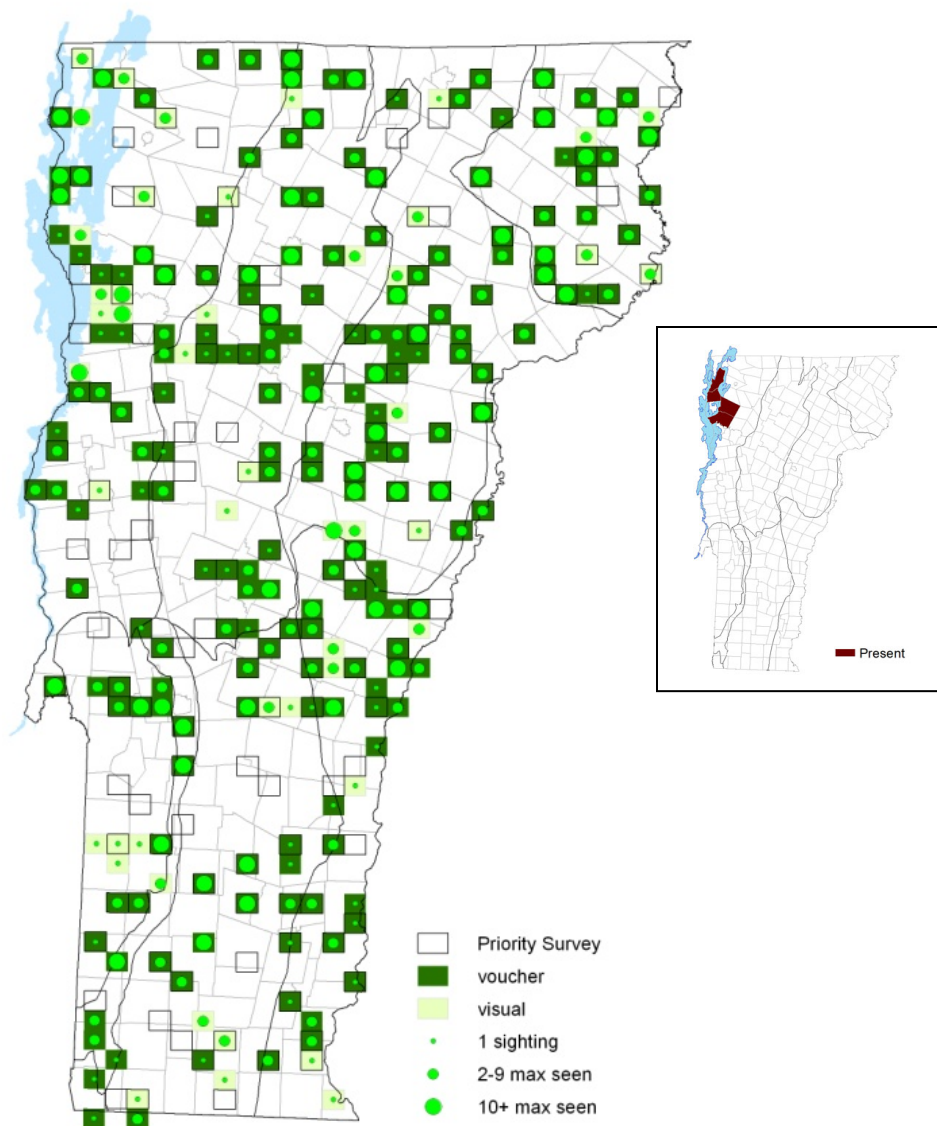 Present
Priority Survey
voucher
visual
1 sighting
2-9 max seen
10+ max seen